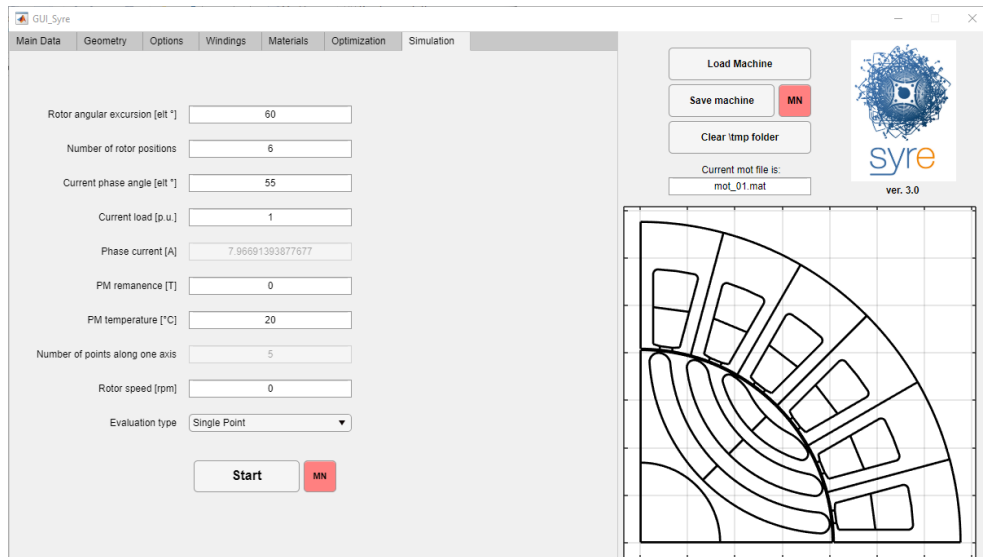 GUI_Syre
Main Data Geometry Options Windings Materials Optimization Simulation
Rotor angular excursion [elt °] 60
Number of rotor positions 6
Current phase angle [elt °] 55
Current load [p.u.] 1
Phase current [A] 7.96691393877677
PM remanence [T] 0
PM temperature [°C] 20
Number of points along one axis 5
Rotor speed [rpm] 0
Evaluation type Single Point
Start MN
Load Machine
Save machine MN
Clear \tmp folder
Current mot file is:
mot_01.mat
syre
ver. 3.0